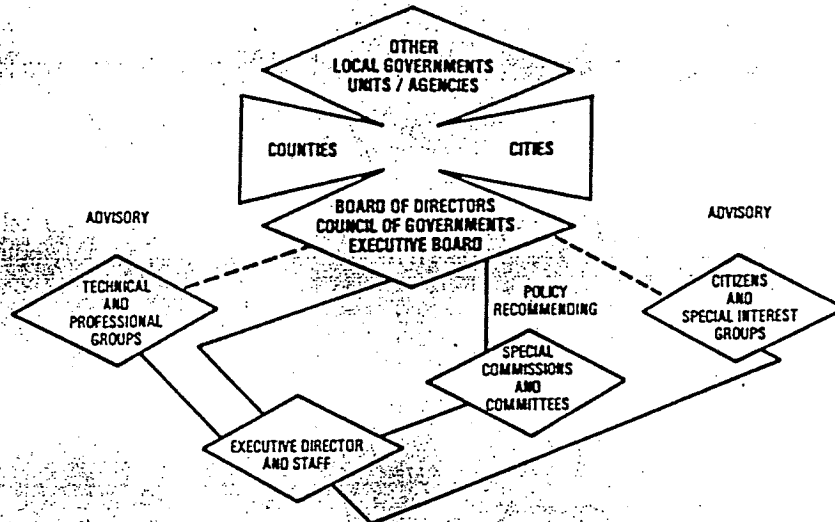 OTHER
LOCAL GOVERNMENTS
UNITS / AGENCIES
COUNTIES
CITIES
BOARD OF DIRECTORS
COUNCIL OF GOVERNMENTS
EXECUTIVE BOARD
ADVISORY
ADVISORY
TECHNICAL
AND
PROFESSIONAL
GROUPS
POLICY
RECOMMENDING
CITIZENS
AND
SPECIAL INTEREST
GROUPS
SPECIAL
COMMISSIONS
AND
COMMITTEES
EXECUTIVE DIRECTOR
AND STAFF